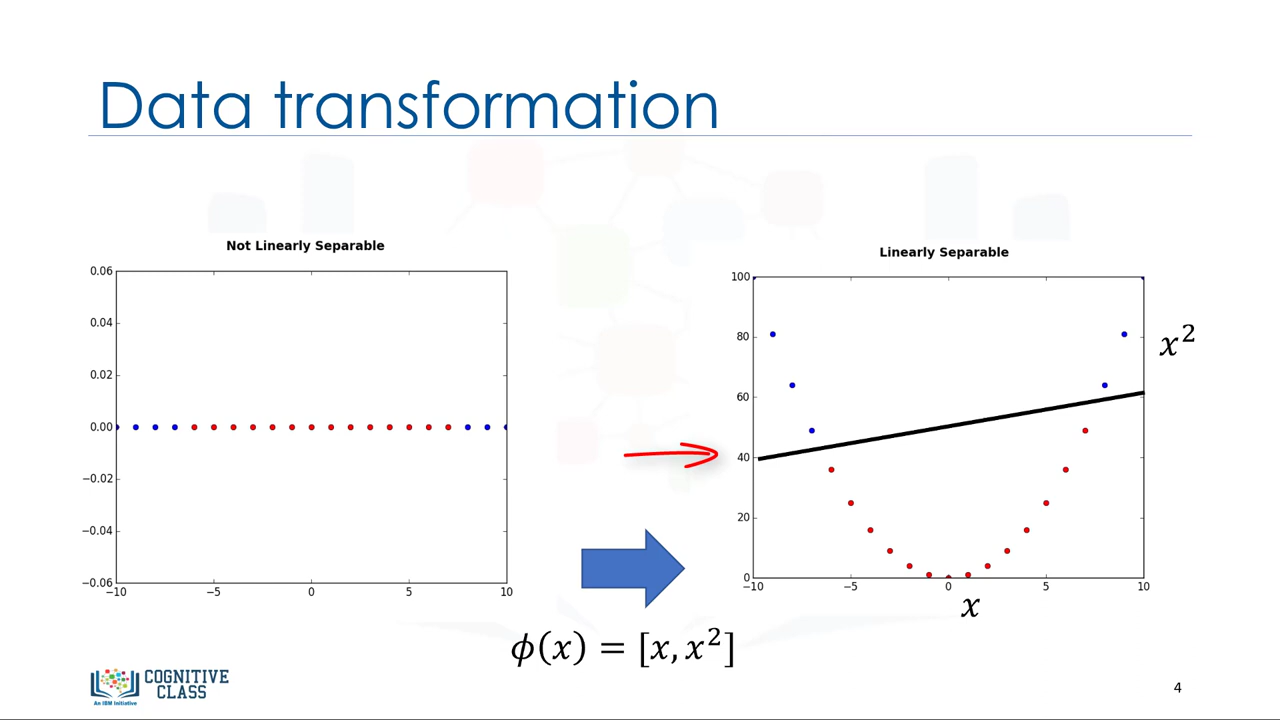 Data transformation
Not Linearly Separable
0.06
0.04
0.02
0.00
−0.02
−0.04
−0.06
−10 −5 0 5 10
Linearly Separable
100
80
60
40
20
0
−10 −5 0 5 10
x²
x
ϕ(x) = [x, x²]
COGNITIVE
CLASS
An IBM Initiative
4